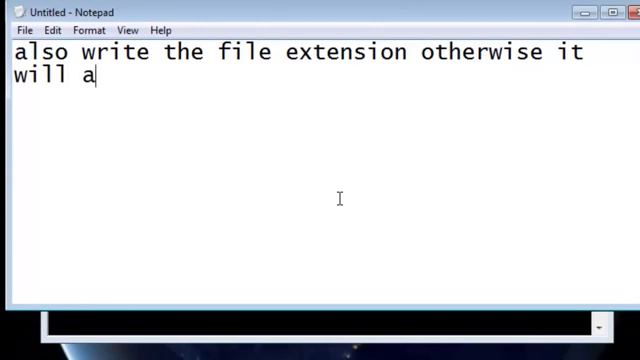 Untitled - Notepad
File Edit Format View Help
also write the file extension otherwise it
will a